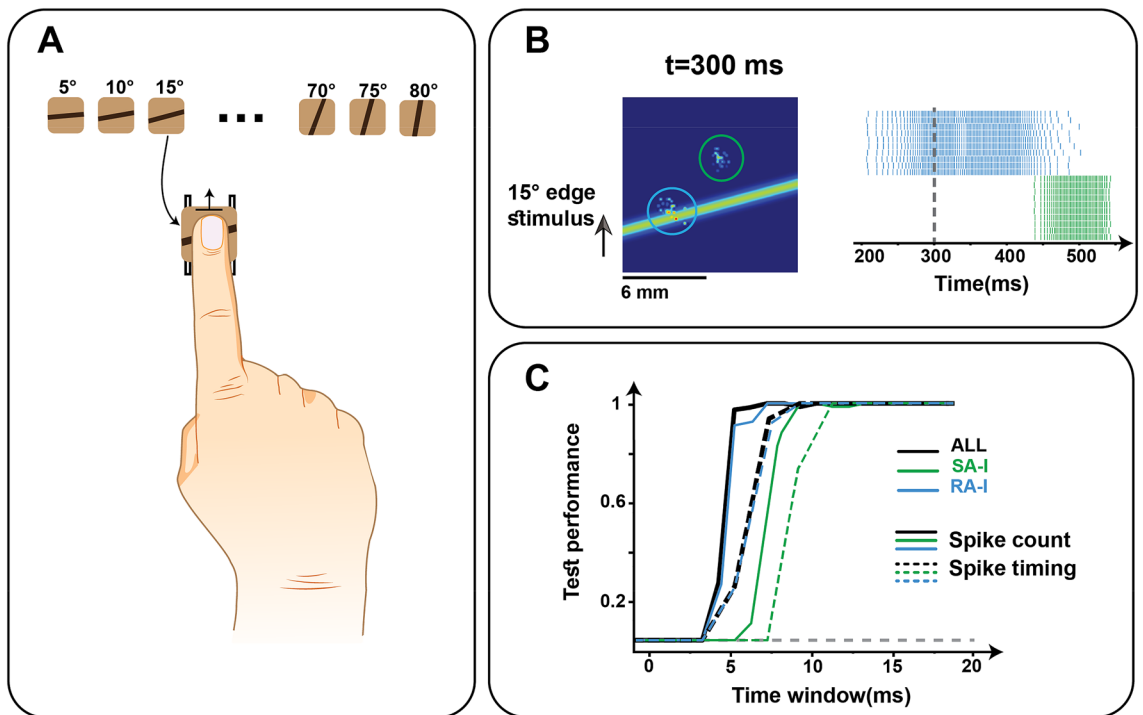 A
5° 10° 15° ... 70° 75° 80°
B
t=300 ms
15° edge
stimulus
6 mm
200 300 400 500
Time(ms)
C
Test performance
1
0.6
0.2
0 5 10 15 20
Time window(ms)
ALL
SA-I
RA-I
Spike count
Spike timing